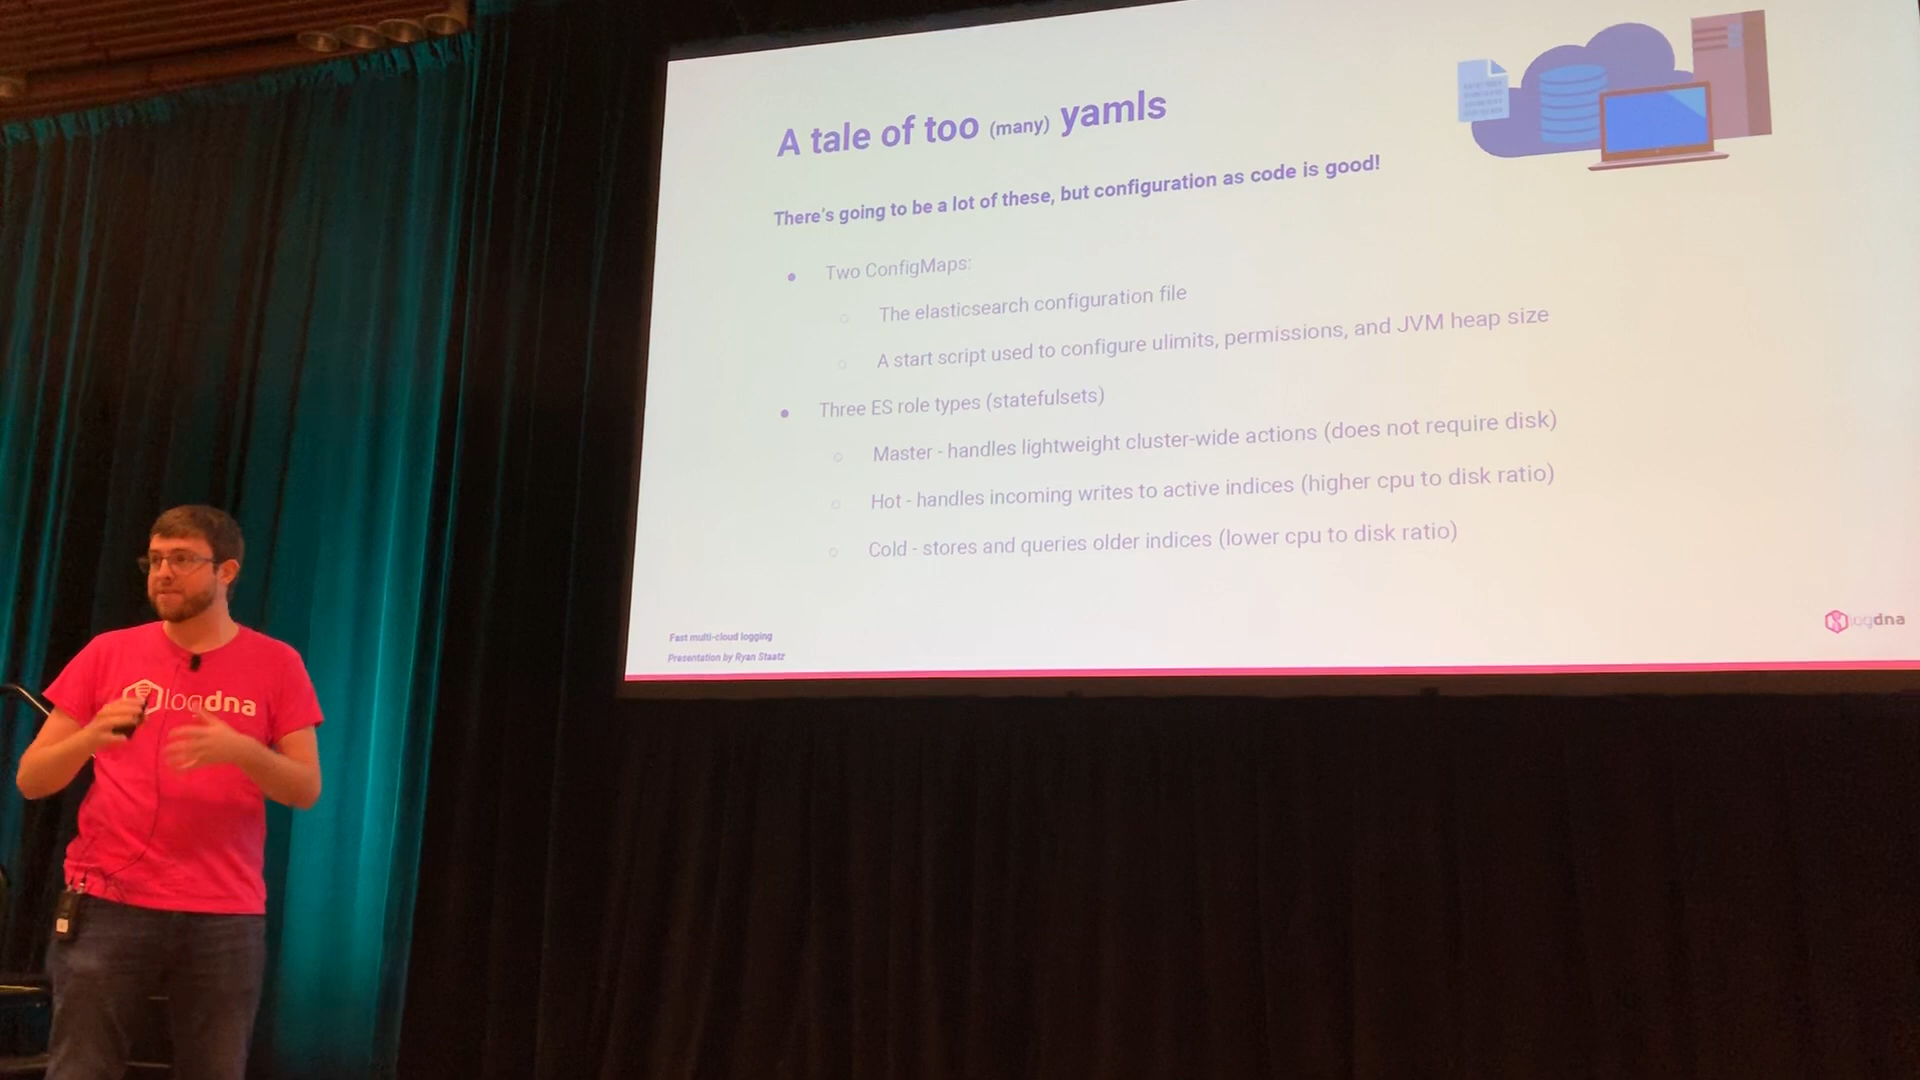 A tale of too (many) yamls
There's going to be a lot of these, but configuration as code is good!
Two ConfigMaps:
The elasticsearch configuration file
A start script used to configure ulimits, permissions, and JVM heap size
Three ES role types (statefulsets)
Master - handles lightweight cluster-wide actions (does not require disk)
Hot - handles incoming writes to active indices (higher cpu to disk ratio)
Cold - stores and queries older indices (lower cpu to disk ratio)
Fast multi-cloud logging
Presentation by Ryan Staatz
logdna
logdna